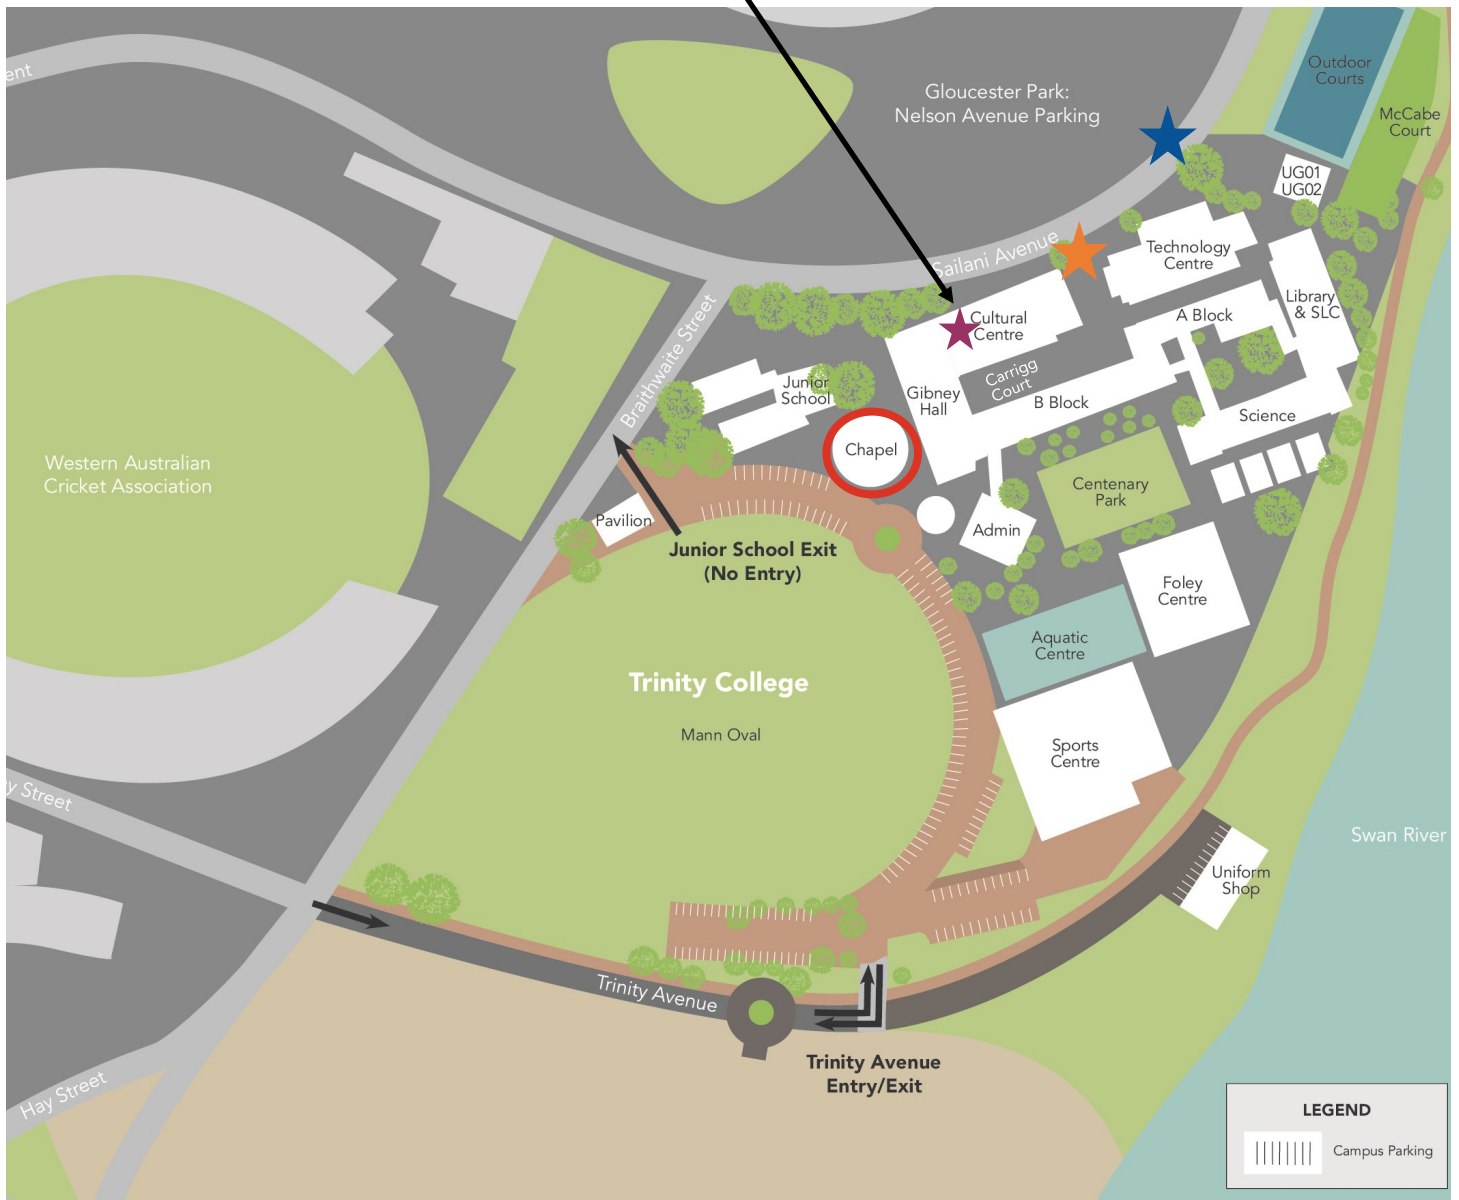 ent
Gloucester Park:
Nelson Avenue Parking
Outdoor
Courts
McCabe
Court
UG01
UG02
Sailani Avenue
Technology
Centre
Library
& SLC
A Block
Cultural
Centre
Carrigg
Court
Gibney
Hall
B Block
Science
Braithwaite Street
Junior
School
Chapel
Western Australian
Cricket Association
Centenary
Park
Pavilion
Admin
Junior School Exit
(No Entry)
Foley
Centre
Aquatic
Centre
Trinity College
Mann Oval
Sports
Centre
y Street
Swan River
Uniform
Shop
Trinity Avenue
Trinity Avenue
Entry/Exit
Hay Street
LEGEND
Campus Parking